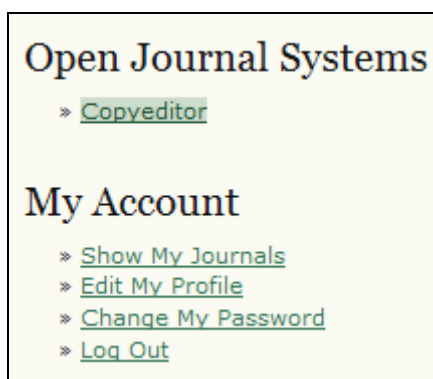 Open Journal Systems
» Copyeditor
My Account
» Show My Journals
» Edit My Profile
» Change My Password
» Log Out